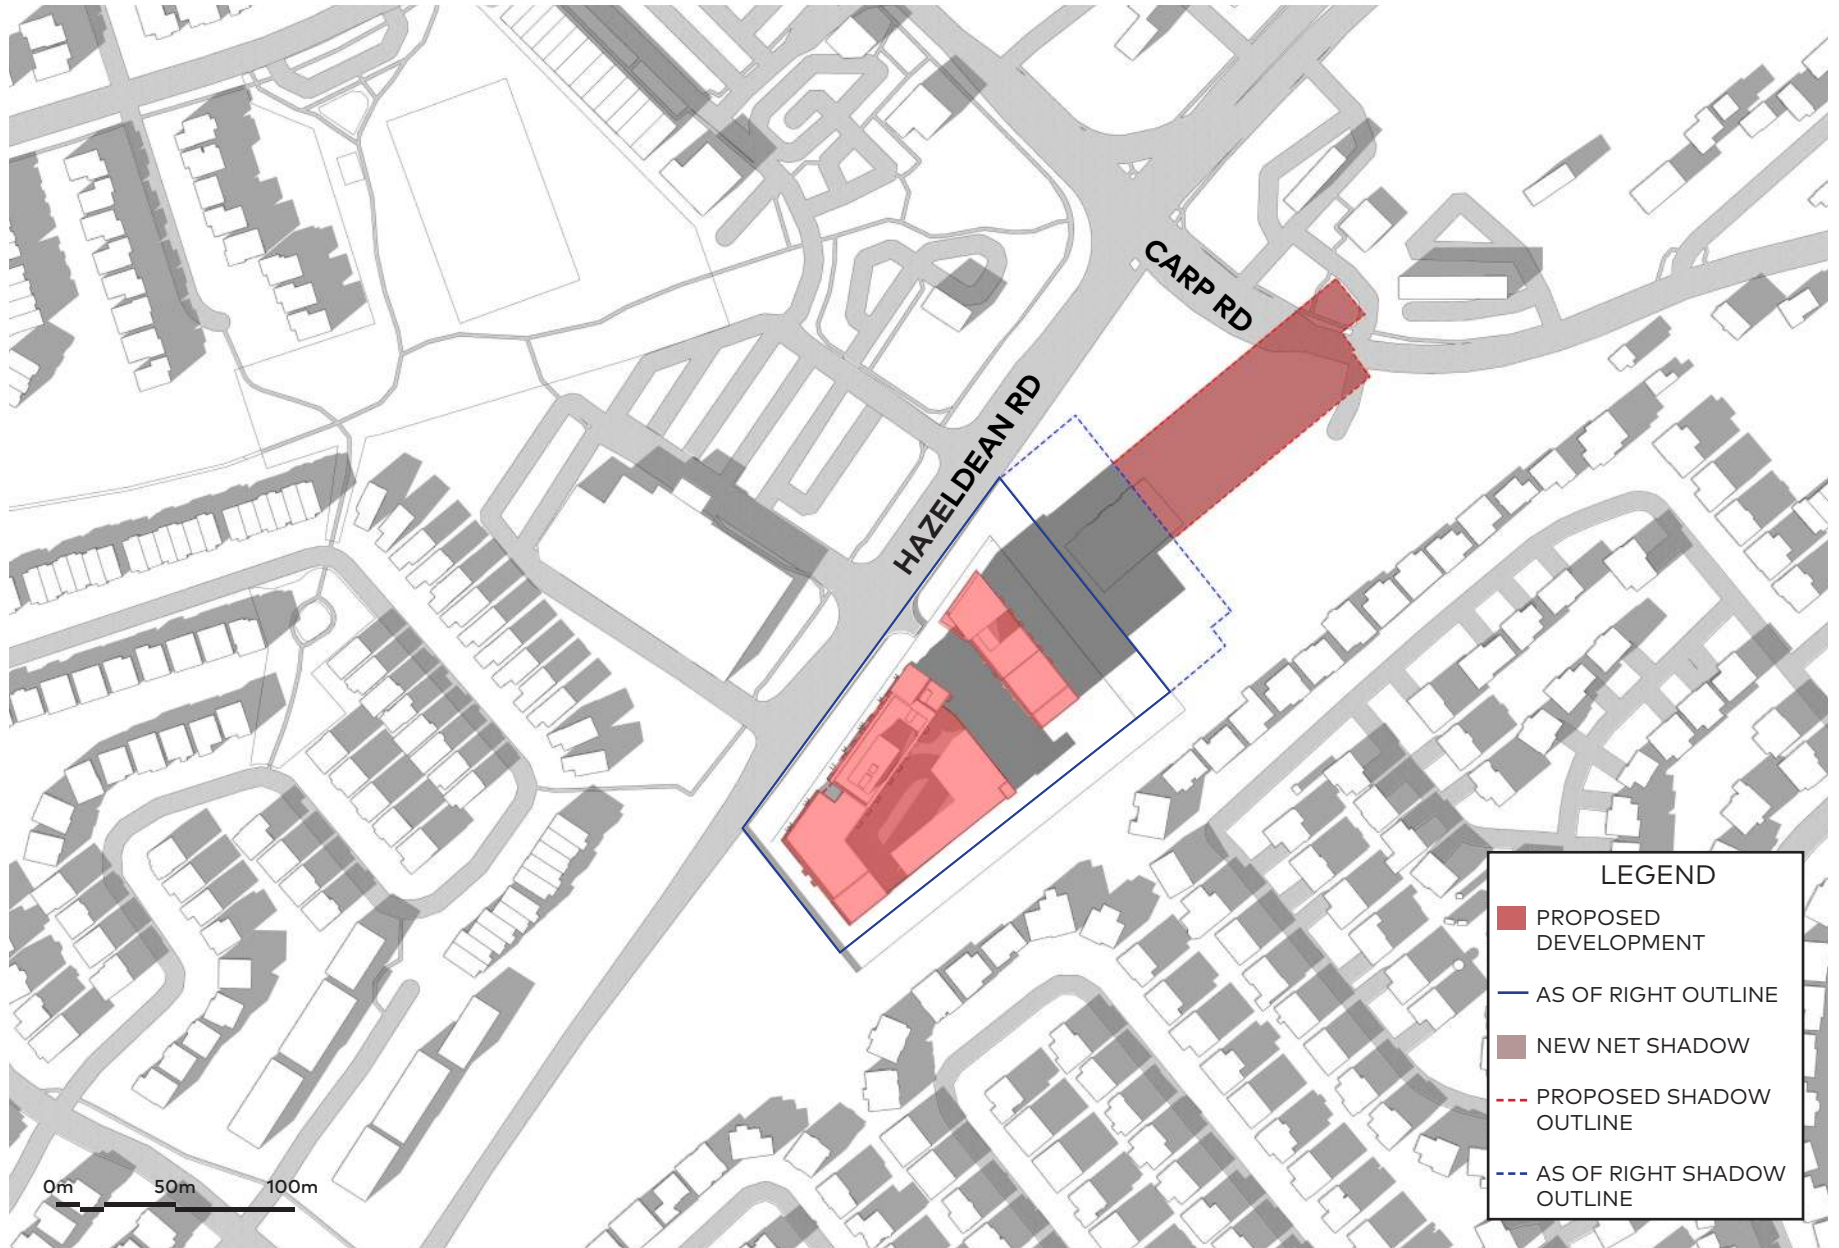 CARP RD
HAZELDEAN RD
LEGEND
PROPOSED
DEVELOPMENT
AS OF RIGHT OUTLINE
NEW NET SHADOW
PROPOSED SHADOW
OUTLINE
AS OF RIGHT SHADOW
OUTLINE
0m 50m 100m